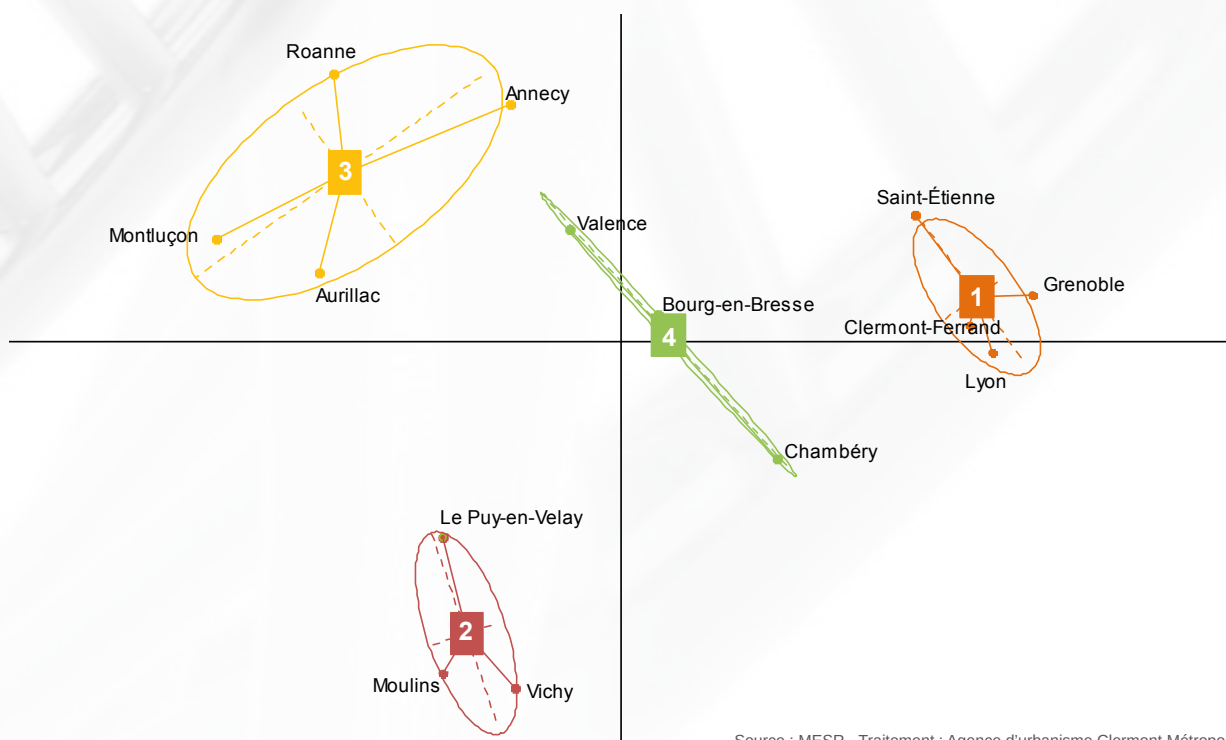 Roanne
Annecy
3
Saint-Étienne
Montluçon
Valence
Grenoble
Aurillac
1
Bourg-en-Bresse
Clermont-Ferrand
4
Lyon
Chambéry
Le Puy-en-Velay
2
Moulins
Vichy
Source : MESR - Traitement : Agence d'urbanisme Clermont